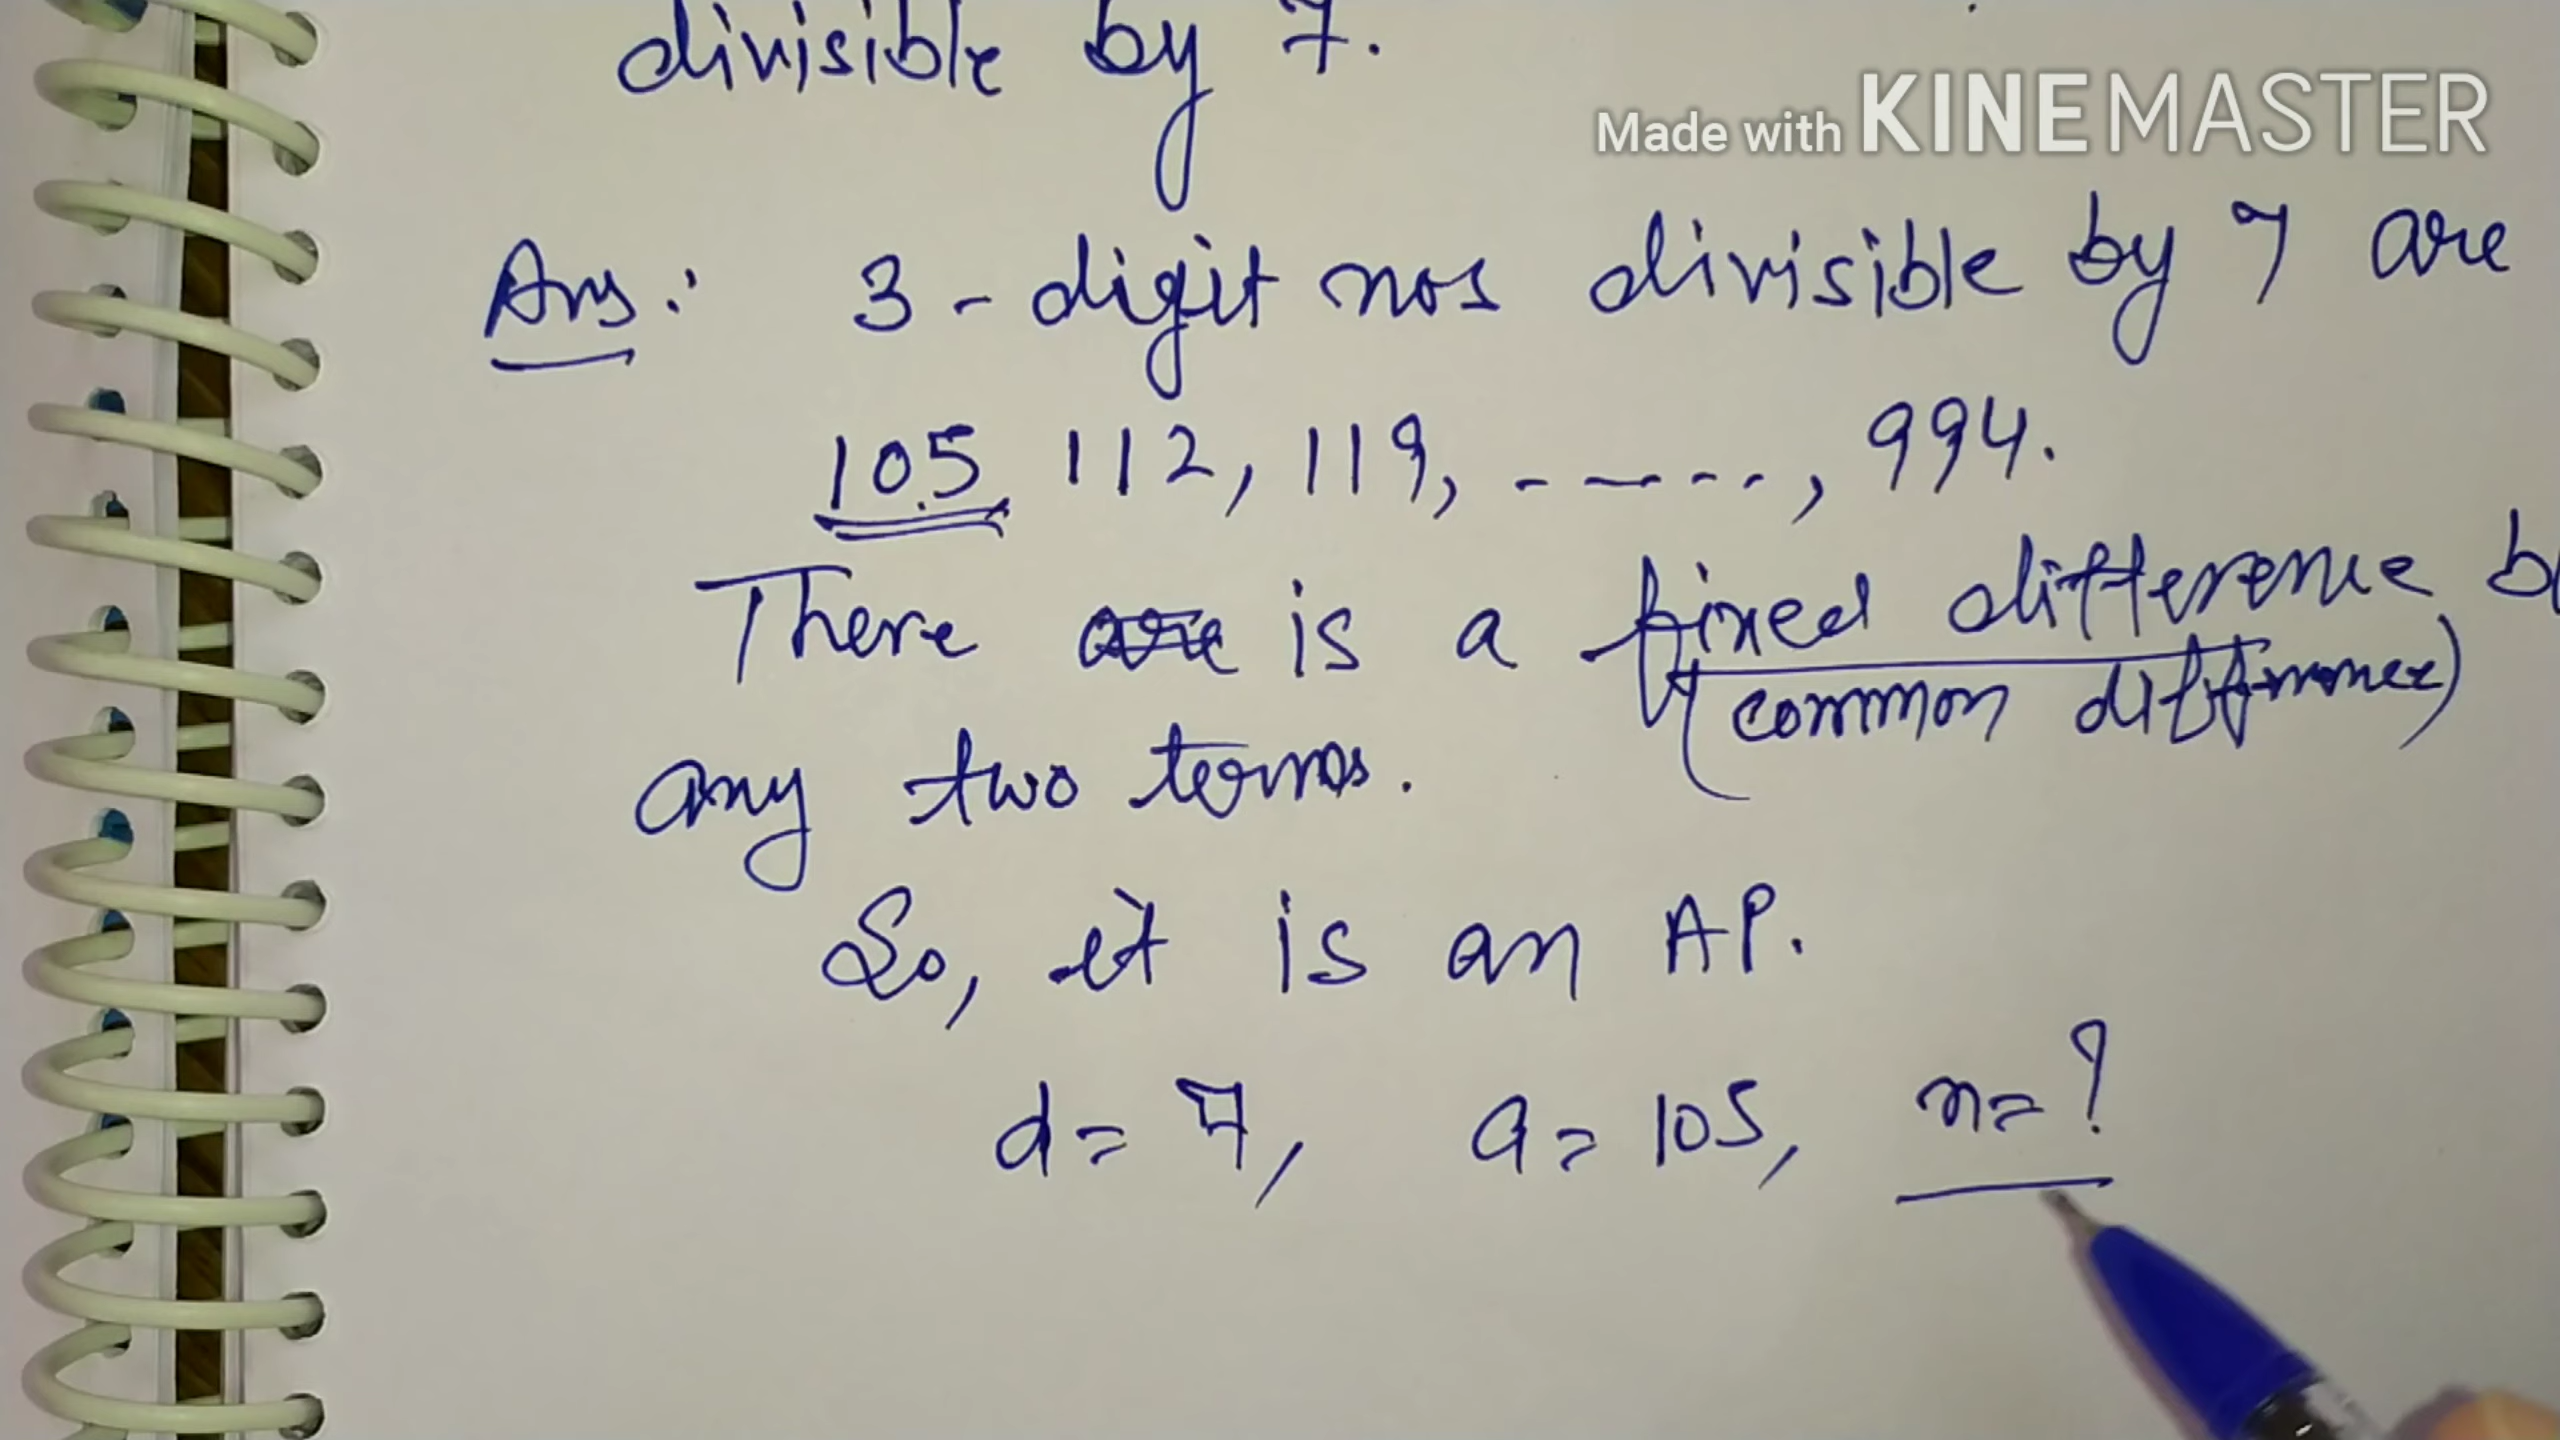 divisible by 7.
Made with KINEMASTER
Ans: 3-digit nos divisible by 7 are
105, 112, 119, -----, 994.
There is a fixed difference b
(common difference)
any two terms.
So, it is an AP.
d = 7, a = 105, n = ?